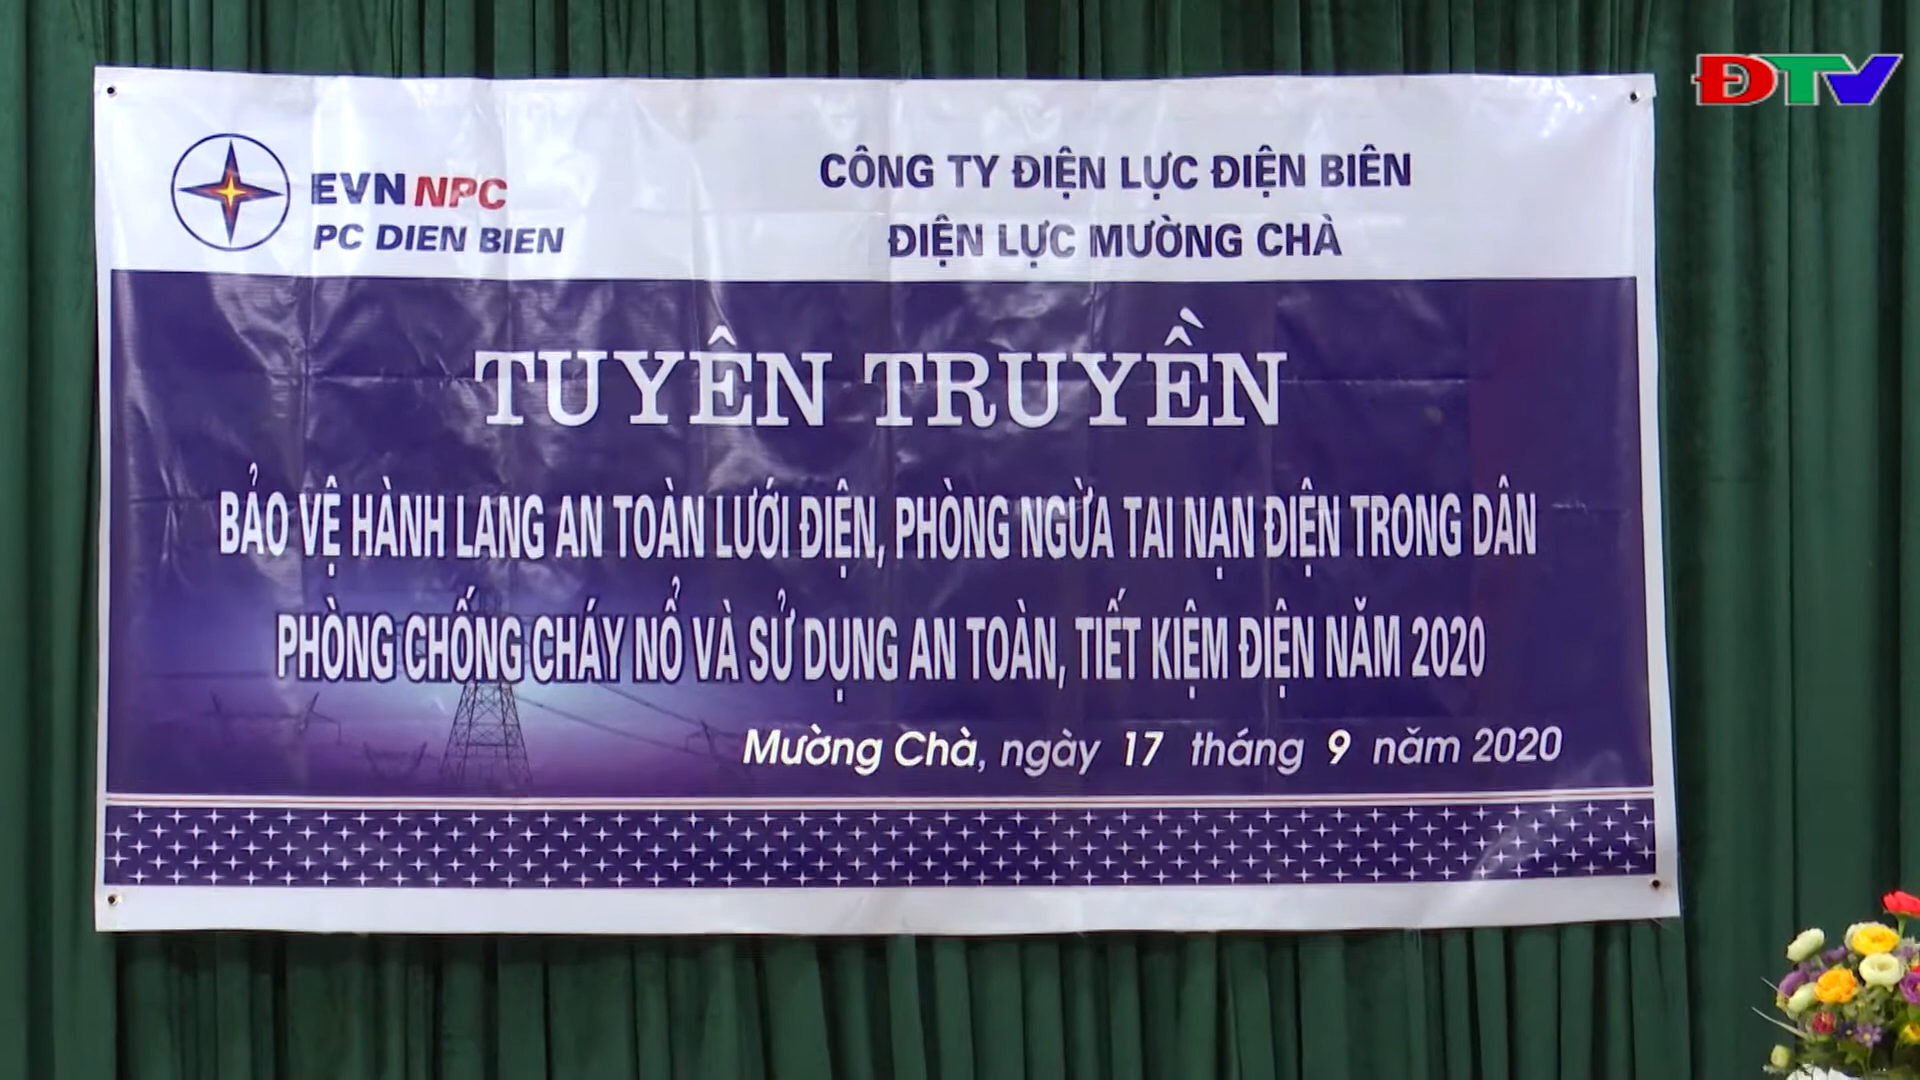 ĐTV
EVNNPC
PC DIEN BIEN
CÔNG TY ĐIỆN LỰC ĐIỆN BIÊN
ĐIỆN LỰC MƯỜNG CHÀ
TUYÊN TRUYỀN
BẢO VỆ HÀNH LANG AN TOÀN LƯỚI ĐIỆN, PHÒNG NGỪA TAI NẠN ĐIỆN TRONG DÂN
PHÒNG CHỐNG CHÁY NỔ VÀ SỬ DỤNG AN TOÀN, TIẾT KIỆM ĐIỆN NĂM 2020
Mường Chà, ngày 17 tháng 9 năm 2020